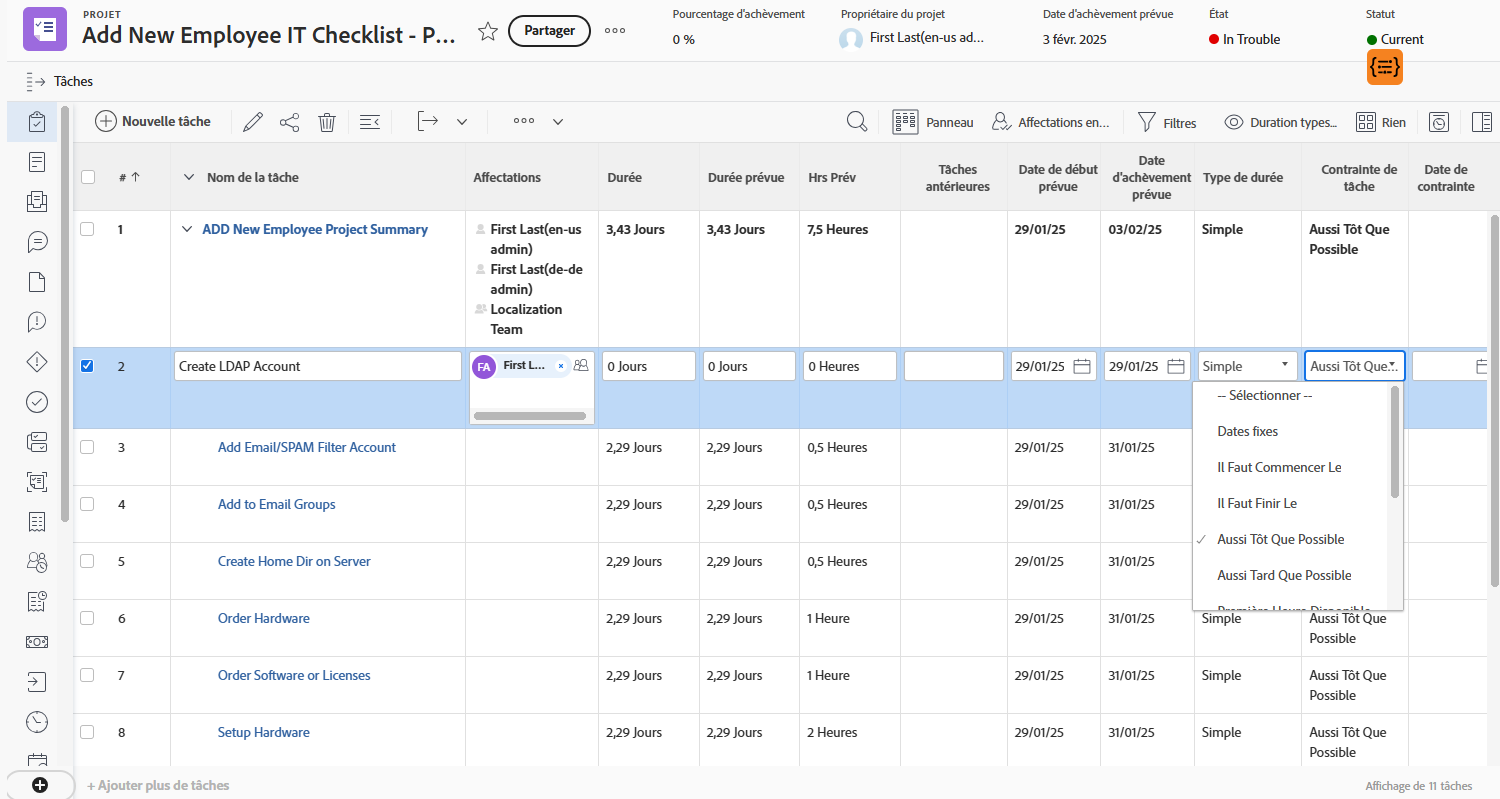 PROJET
Add New Employee IT Checklist - P...
Partager
Pourcentage d'achèvement
0 %
Propriétaire du projet
First Last(en-us ad...
Date d'achèvement prévue
3 févr. 2025
État
In Trouble
Statut
Current
Tâches
Nouvelle tâche
Panneau
Affectations en...
Filtres
Duration types...
Rien
# Nom de la tâche Affectations Durée Durée prévue Hrs Prév Tâches antérieures Date de début prévue Date d'achèvement prévue Type de durée Contrainte de tâche Date de contrainte
1 ADD New Employee Project Summary
First Last(en-us
admin)
First Last(de-de
admin)
Localization
Team
3,43 Jours 3,43 Jours 7,5 Heures 29/01/25 03/02/25 Simple Aussi Tôt Que
Possible
2 Create LDAP Account FA First L... × 0 Jours 0 Jours 0 Heures 29/01/25 29/01/25 Simple Aussi Tôt Que...
-- Sélectionner --
Dates fixes
Il Faut Commencer Le
Il Faut Finir Le
Aussi Tôt Que Possible
Aussi Tard Que Possible
Première Heure Disponible
3 Add Email/SPAM Filter Account 2,29 Jours 2,29 Jours 0,5 Heures 29/01/25 31/01/25
4 Add to Email Groups 2,29 Jours 2,29 Jours 0,5 Heures 29/01/25 31/01/25
5 Create Home Dir on Server 2,29 Jours 2,29 Jours 0,5 Heures 29/01/25 31/01/25
6 Order Hardware 2,29 Jours 2,29 Jours 1 Heure 29/01/25 31/01/25 Simple Aussi Tôt Que
Possible
7 Order Software or Licenses 2,29 Jours 2,29 Jours 1 Heure 29/01/25 31/01/25 Simple Aussi Tôt Que
Possible
8 Setup Hardware 2,29 Jours 2,29 Jours 2 Heures 29/01/25 31/01/25 Simple Aussi Tôt Que
Possible
+ Ajouter plus de tâches
Affichage de 11 tâches